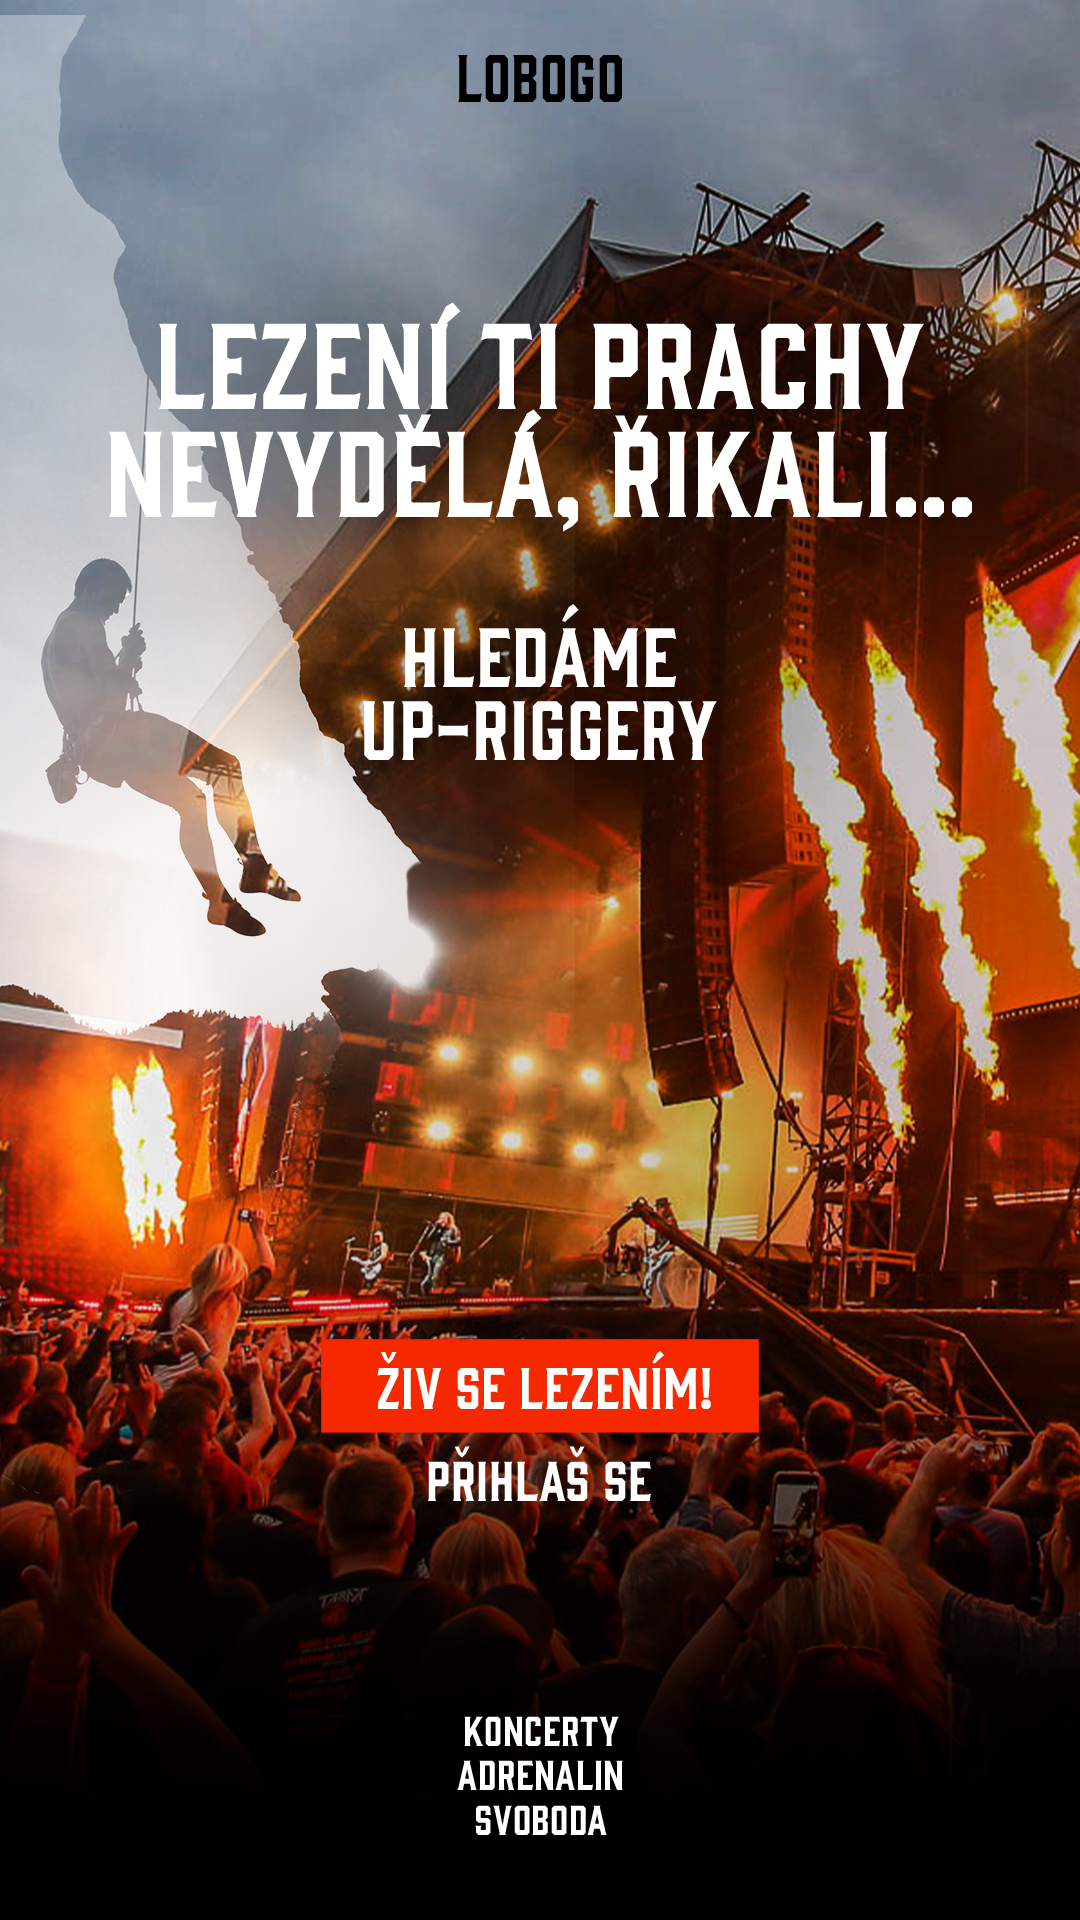 LOBOGO
LEZENÍ TI PRACHY
NEVYDĚLÁ, ŘIKALI...
HLEDÁME
UP-RIGGERY
ŽIV SE LEZENÍM!
PŘIHLAŠ SE
KONCERTY
ADRENALIN
SVOBODA